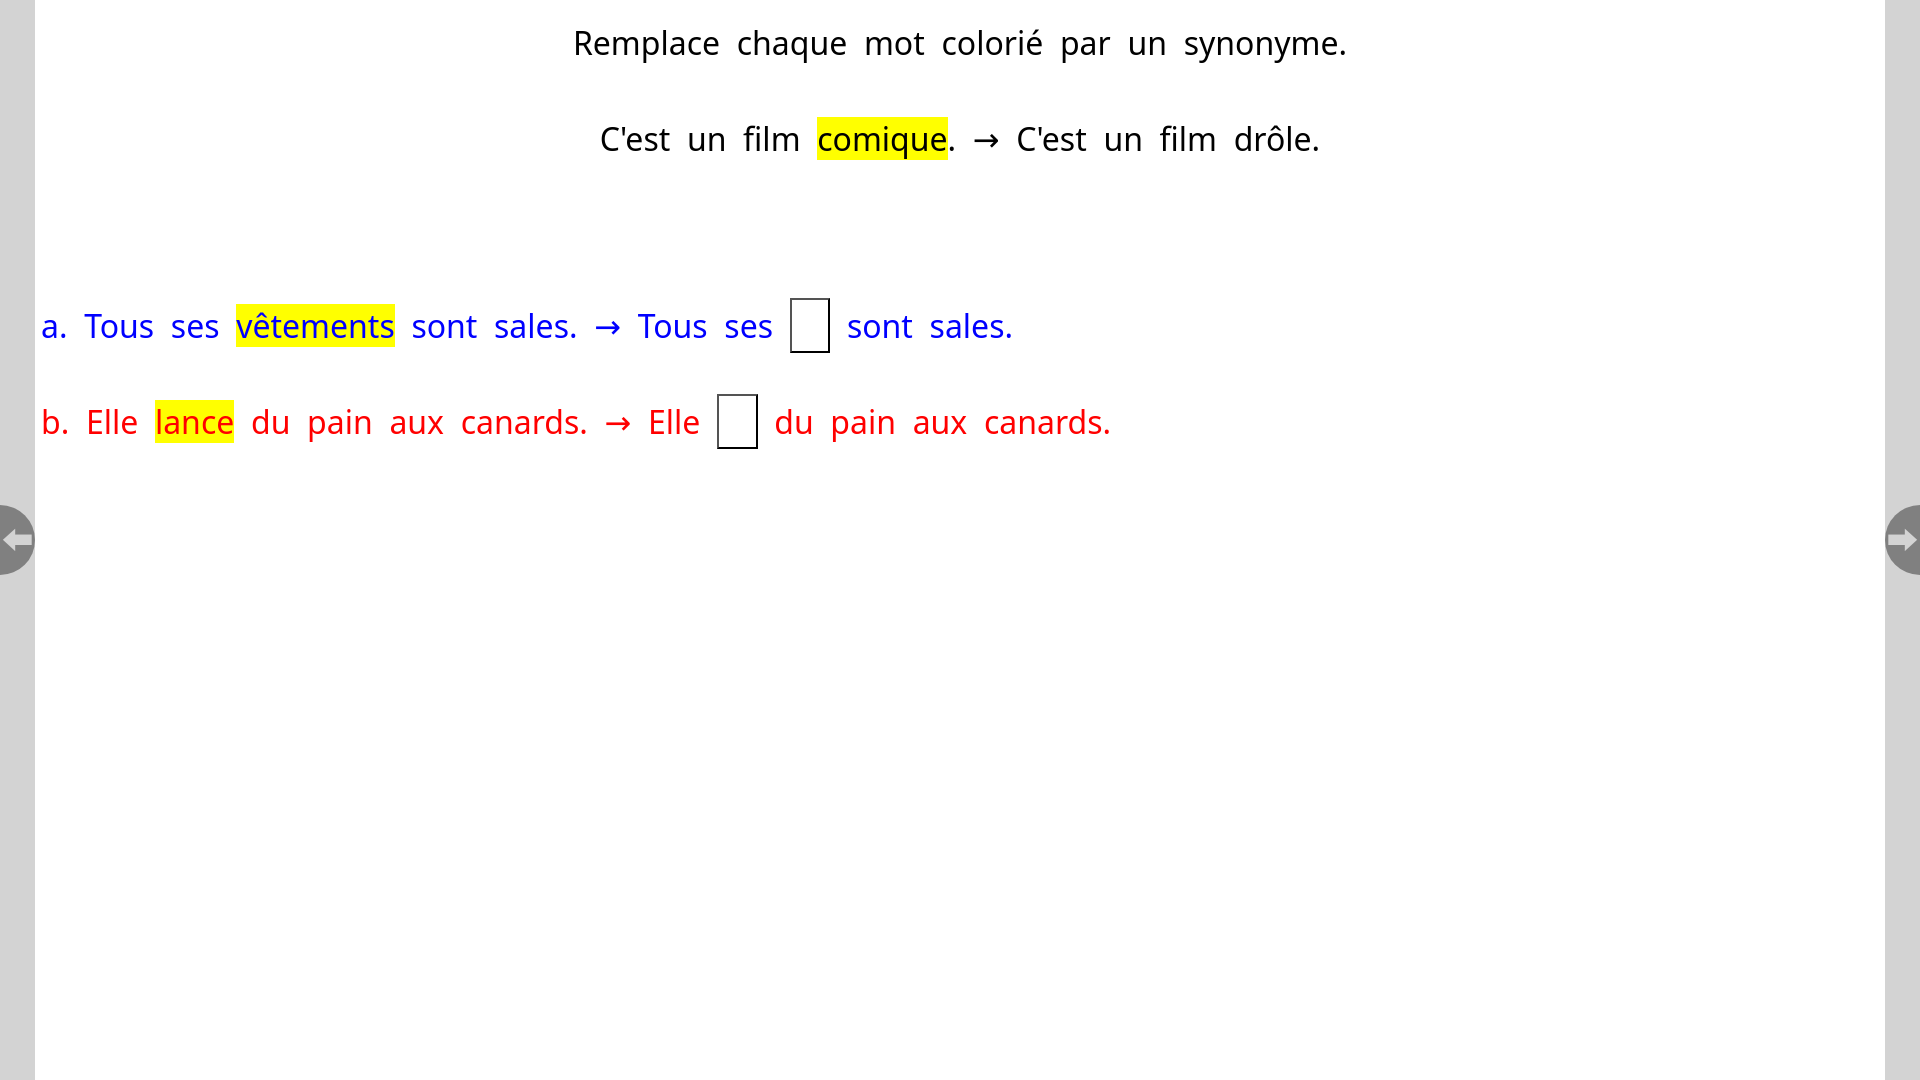 Remplace chaque mot colorié par un synonyme.
C'est un film comique. → C'est un film drôle.
a. Tous ses vêtements sont sales. → Tous ses sont sales.
b. Elle lance du pain aux canards. → Elle du pain aux canards.